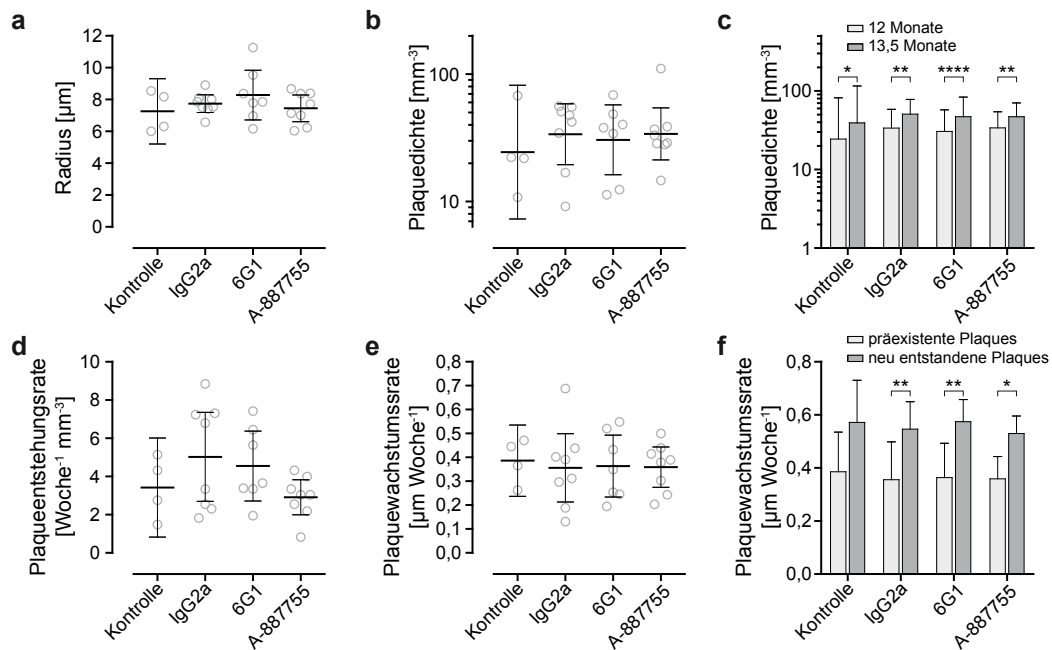 a
Radius [µm]
12
10
8
6
4
2
0
Kontrolle
IgG2a
6G1
A-887755
b
Plaquedichte [mm⁻³]
100
10
Kontrolle
IgG2a
6G1
A-887755
c
12 Monate
13,5 Monate
Plaquedichte [mm⁻³]
100
10
1
*
**
****
**
Kontrolle
IgG2a
6G1
A-887755
d
Plaqueentstehungsrate
[Woche⁻¹ mm⁻³]
10
8
6
4
2
0
Kontrolle
IgG2a
6G1
A-887755
e
Plaquewachstumssrate
[µm Woche⁻¹]
0,8
0,7
0,6
0,5
0,4
0,3
0,2
0,1
0,0
Kontrolle
IgG2a
6G1
A-887755
f
präexistente Plaques
neu entstandene Plaques
Plaquewachstumssrate
[µm Woche⁻¹]
0,8
0,6
0,4
0,2
0,0
**
**
*
Kontrolle
IgG2a
6G1
A-887755